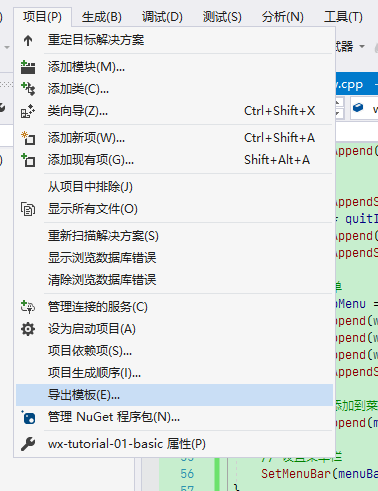 项目(P) 生成(B) 调试(D) 测试(S) 分析(N) 工具(T)
重定目标解决方案
试器
添加模块(M)...
添加类(C)...
.cpp
类向导(Z)... Ctrl+Shift+X
w
添加新项(W)... Ctrl+Shift+A
Append(
添加现有项(G)... Shift+Alt+A
从项目中排除(J)
AppendS
显示所有文件(O)
quitI
重新扫描解决方案(S)
Append(
显示浏览数据库错误
AppendS
清除浏览数据库错误
单
管理连接的服务(C)
pMenu =
设为启动项目(A)
ppend(w
ppend(w
项目依赖项(S)...
ppend(w
项目生成顺序(I)...
AppendS
导出模板(E)...
添加到菜
管理 NuGet 程序包(N)...
ppend(m
wx-tutorial-01-basic 属性(P)
55 // 设置菜单栏
56 SetMenuBar(menuBa
57 }